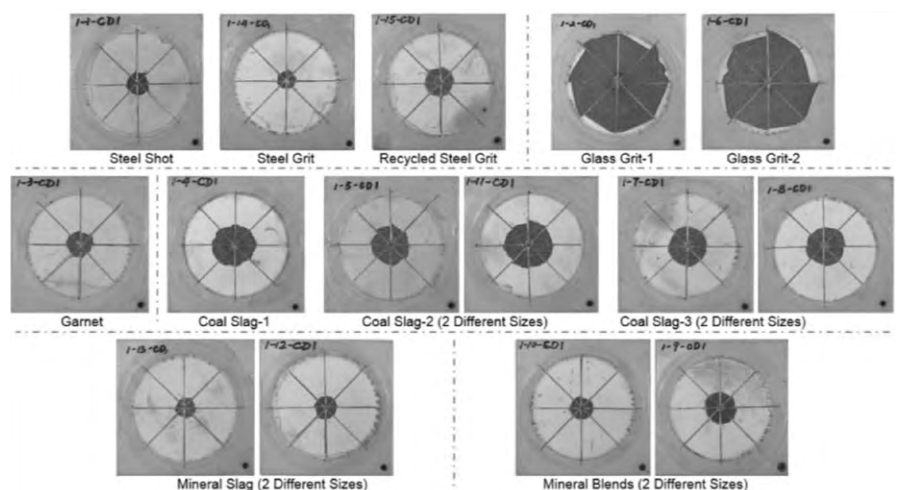 1-1-CD1
1-14-CD1
1-15-CD1
1-2-CD1
1-6-CD1
Steel Shot
Steel Grit
Recycled Steel Grit
Glass Grit-1
Glass Grit-2
1-3-CD1
1-4-CD1
1-5-CD1
1-11-CD1
1-7-CD1
1-8-CD1
Garnet
Coal Slag-1
Coal Slag-2 (2 Different Sizes)
Coal Slag-3 (2 Different Sizes)
1-13-CD1
1-12-CD1
1-10-CD1
1-9-CD1
Mineral Slag (2 Different Sizes)
Mineral Blends (2 Different Sizes)